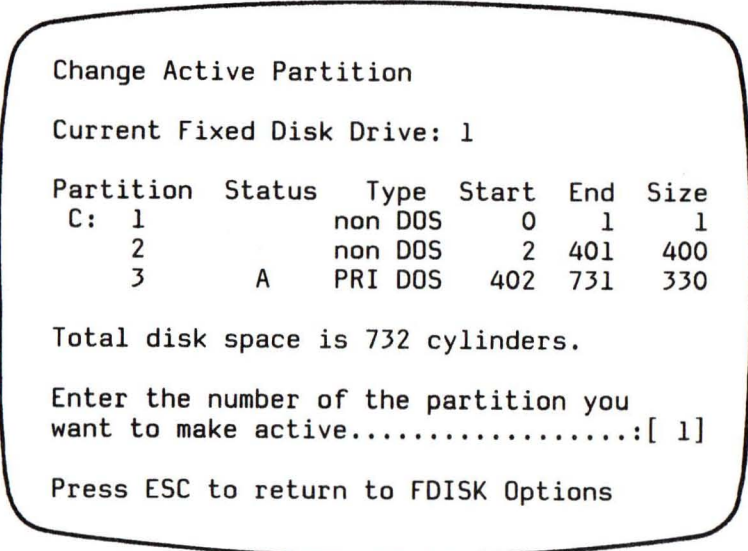 Change Active Partition
Current Fixed Disk Drive: 1
Partition Status Type Start End Size
C: 1 non DOS 0 1 1
2 non DOS 2 401 400
3 A PRI DOS 402 731 330
Total disk space is 732 cylinders.
Enter the number of the partition you
want to make active...................:[ 1]
Press ESC to return to FDISK Options